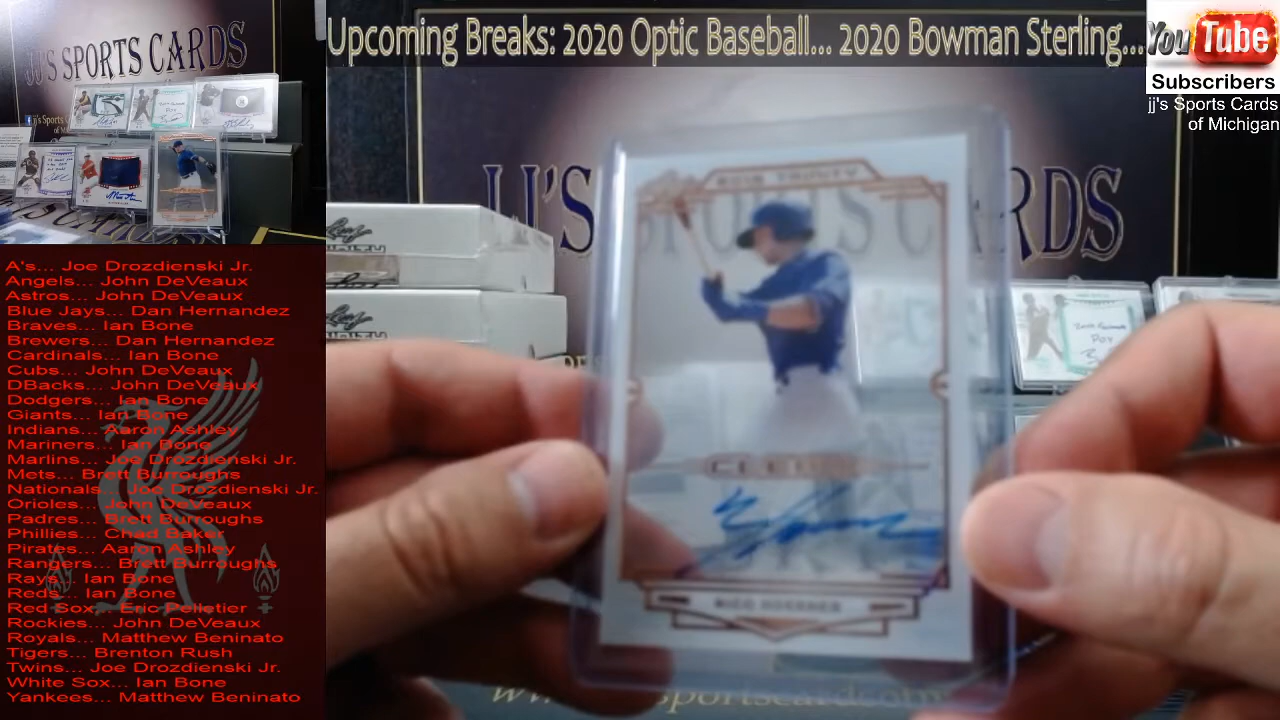 JJ'S SPORTS CARDS
Upcoming Breaks: 2020 Optic Baseball... 2020 Bowman Sterling...
YouTube
Subscribers
jj's Sports Cards
of Michigan
A's... Joe Drozdienski Jr.
Angels... John DeVeaux
Astros... John DeVeaux
Blue Jays... Dan Hernandez
Braves... Ian Bone
Brewers... Dan Hernandez
Cardinals... Ian Bone
Cubs... John DeVeaux
DBacks... John DeVeaux
Dodgers... Ian Bone
Giants... Ian Bone
Indians... Aaron Ashley
Mariners... Ian Bone
Marlins... Joe Drozdienski Jr.
Mets... Brett Burroughs
Nationals... Joe Drozdienski Jr.
Orioles... John DeVeaux
Padres... Brett Burroughs
Phillies... Chad Baker
Pirates... Aaron Ashley
Rangers... Brett Burroughs
Rays... Ian Bone
Reds... Ian Bone
Red Sox... Eric Pelletier
Rockies... John DeVeaux
Royals... Matthew Beninato
Tigers... Brenton Rush
Twins... Joe Drozdienski Jr.
White Sox... Ian Bone
Yankees... Matthew Beninato
JJ'S SPORTS CARDS
Leaf
Leaf
NICO HOERNER